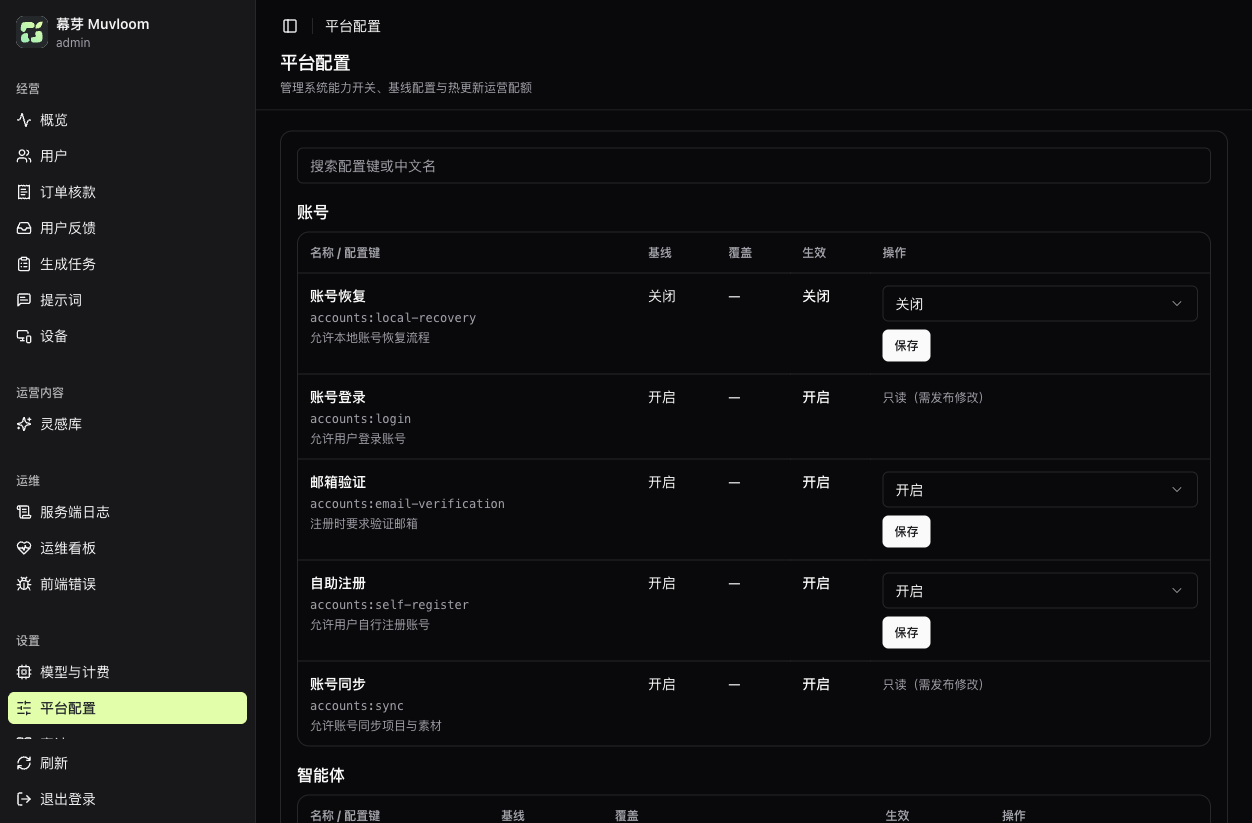 幕芽 Muvloom
admin
经营
概览
用户
订单核款
用户反馈
生成任务
提示词
设备
运营内容
灵感库
运维
服务端日志
运维看板
前端错误
设置
模型与计费
平台配置
刷新
退出登录
平台配置
平台配置
管理系统能力开关、基线配置与热更新运营配额
搜索配置键或中文名
账号
名称 / 配置键 基线 覆盖 生效 操作
账号恢复 关闭 — 关闭 关闭
accounts:local-recovery
允许本地账号恢复流程
保存
账号登录 开启 — 开启 只读（需发布修改）
accounts:login
允许用户登录账号
邮箱验证 开启 — 开启 开启
accounts:email-verification
注册时要求验证邮箱
保存
自助注册 开启 — 开启 开启
accounts:self-register
允许用户自行注册账号
保存
账号同步 开启 — 开启 只读（需发布修改）
accounts:sync
允许账号同步项目与素材
智能体
名称 / 配置键 基线 覆盖 生效 操作